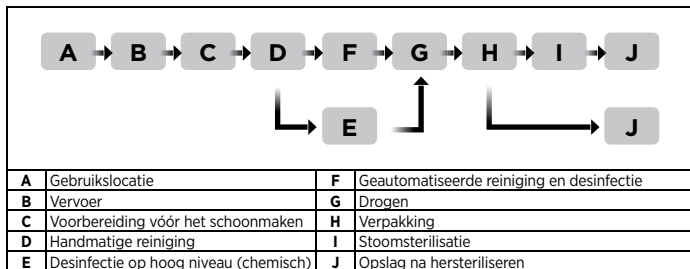 A B C D F G H I J
E J
A Gebruikslocatie F Geautomatiseerde reiniging en desinfectie
B Vervoer G Drogen
C Voorbereiding vóór het schoonmaken H Verpakking
D Handmatige reiniging I Stoomsterilisatie
E Desinfectie op hoog niveau (chemisch) J Opslag na hersteriliseren